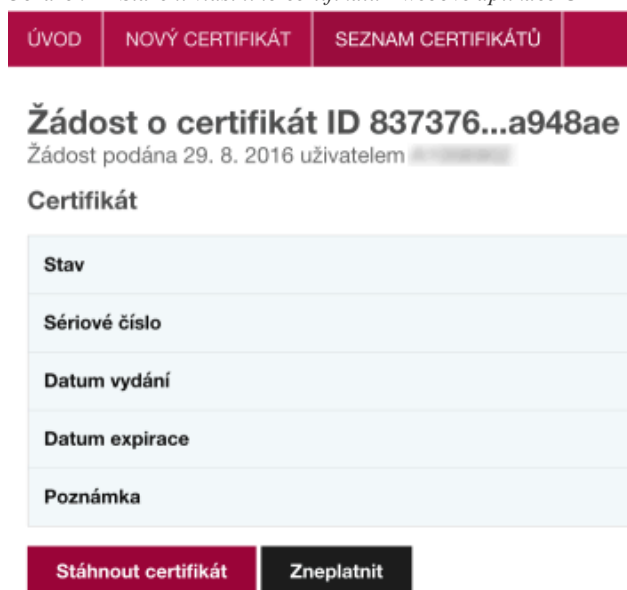 ÚVOD NOVÝ CERTIFIKÁT SEZNAM CERTIFIKÁTŮ
Žádost o certifikát ID 837376...a948ae
Žádost podána 29. 8. 2016 uživatelem
Certifikát
Stav
Sériové číslo
Datum vydání
Datum expirace
Poznámka
Stáhnout certifikát Zneplatnit